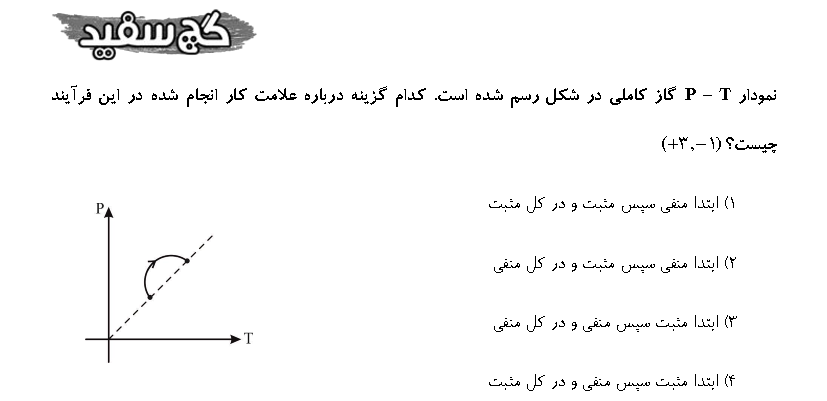 گچ سفید
نمودار P – T گاز کاملی در شکل رسم شده است. کدام گزینه درباره علامت کار انجام شده در این فرآیند
چیست؟ (+۳,−۱)
۱) ابتدا منفی سپس مثبت و در کل مثبت
۲) ابتدا منفی سپس مثبت و در کل منفی
۳) ابتدا مثبت سپس منفی و در کل منفی
۴) ابتدا مثبت سپس منفی و در کل مثبت
P
T